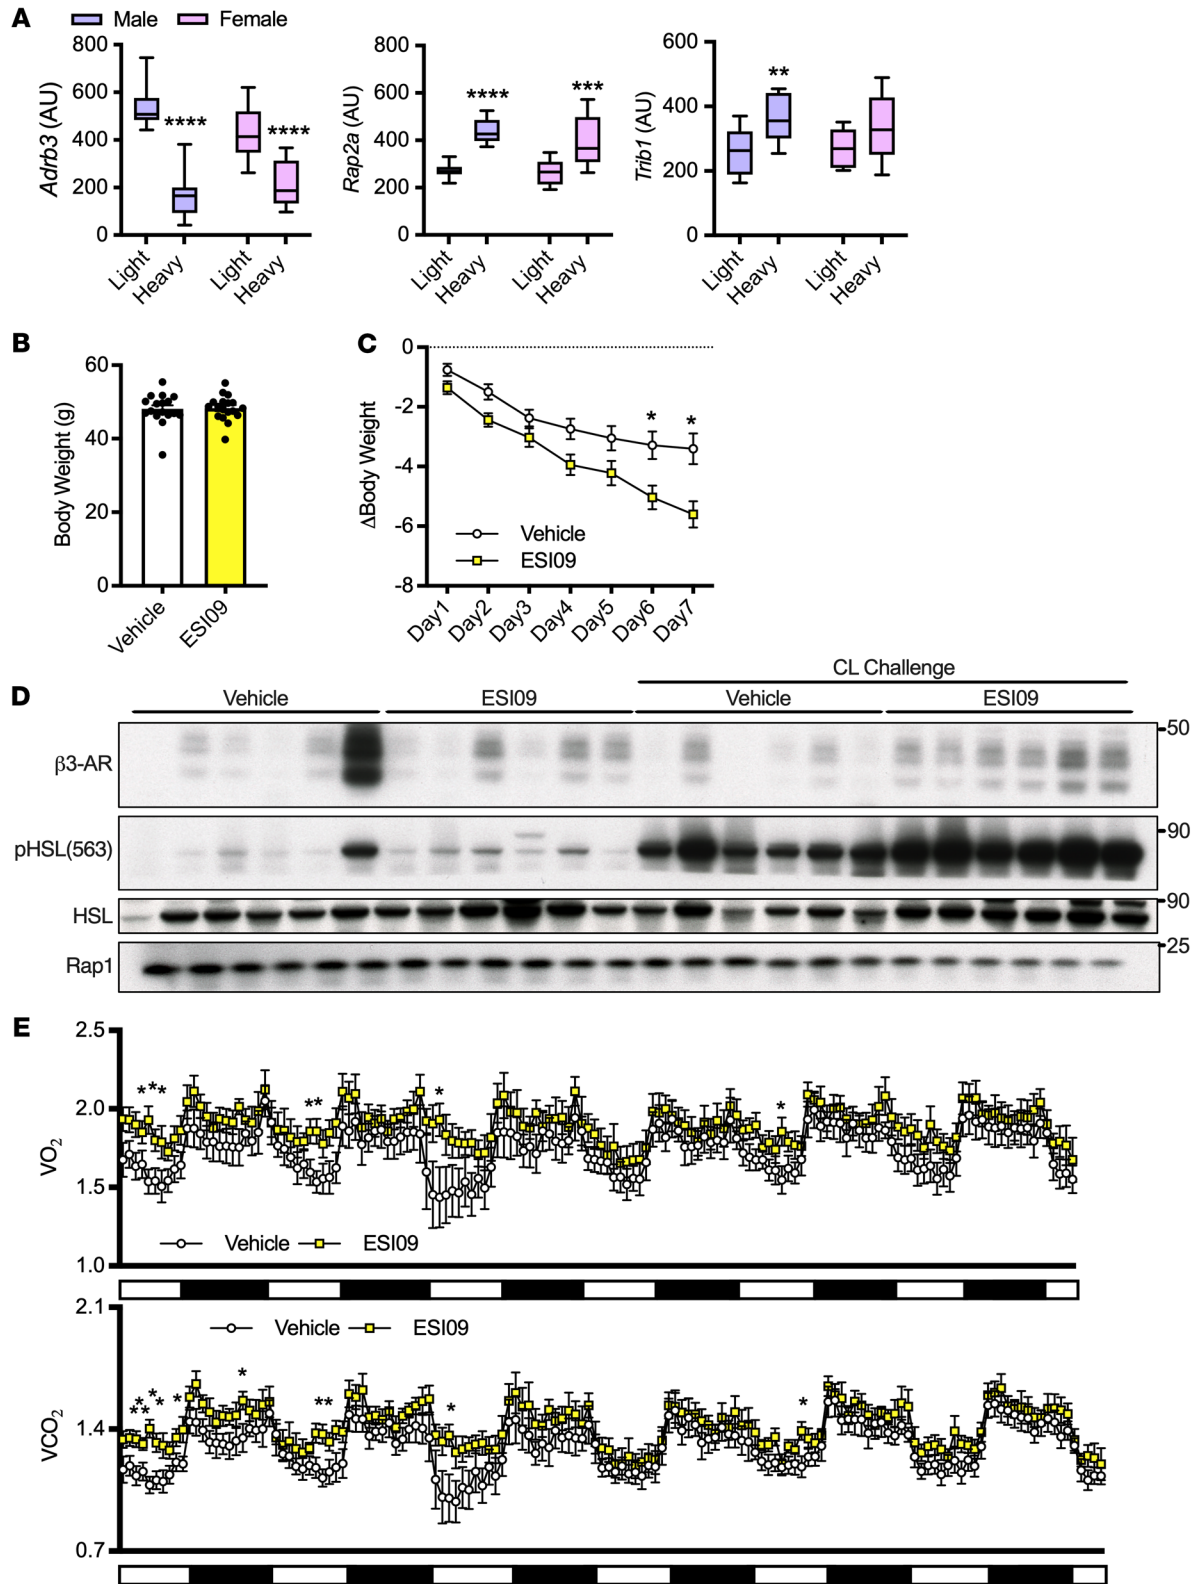 A
Male Female
800
600
400
200
0
Adrb3 (AU)
****
****
Light
Heavy
Light
Heavy
800
600
400
200
0
Rap2a (AU)
****
***
Light
Heavy
Light
Heavy
600
400
200
0
Trib1 (AU)
**
Light
Heavy
Light
Heavy
B
60
40
20
0
Body Weight (g)
Vehicle
ESI09
C
0
-2
-4
-6
-8
ΔBody Weight
* *
Vehicle
ESI09
Day1
Day2
Day3
Day4
Day5
Day6
Day7
D
CL Challenge
Vehicle ESI09 Vehicle ESI09
β3-AR
50
pHSL(563)
90
HSL
90
Rap1
25
E
2.5
2.0
1.5
1.0
VO2
*** ** * *
Vehicle ESI09
2.1
1.4
0.7
VCO2
Vehicle ESI09
***** * ** * *